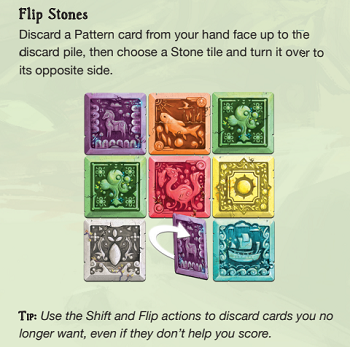 Flip Stones
Discard a Pattern card from your hand face up to the
discard pile, then choose a Stone tile and turn it over to
its opposite side.
Tip: Use the Shift and Flip actions to discard cards you no
longer want, even if they don't help you score.